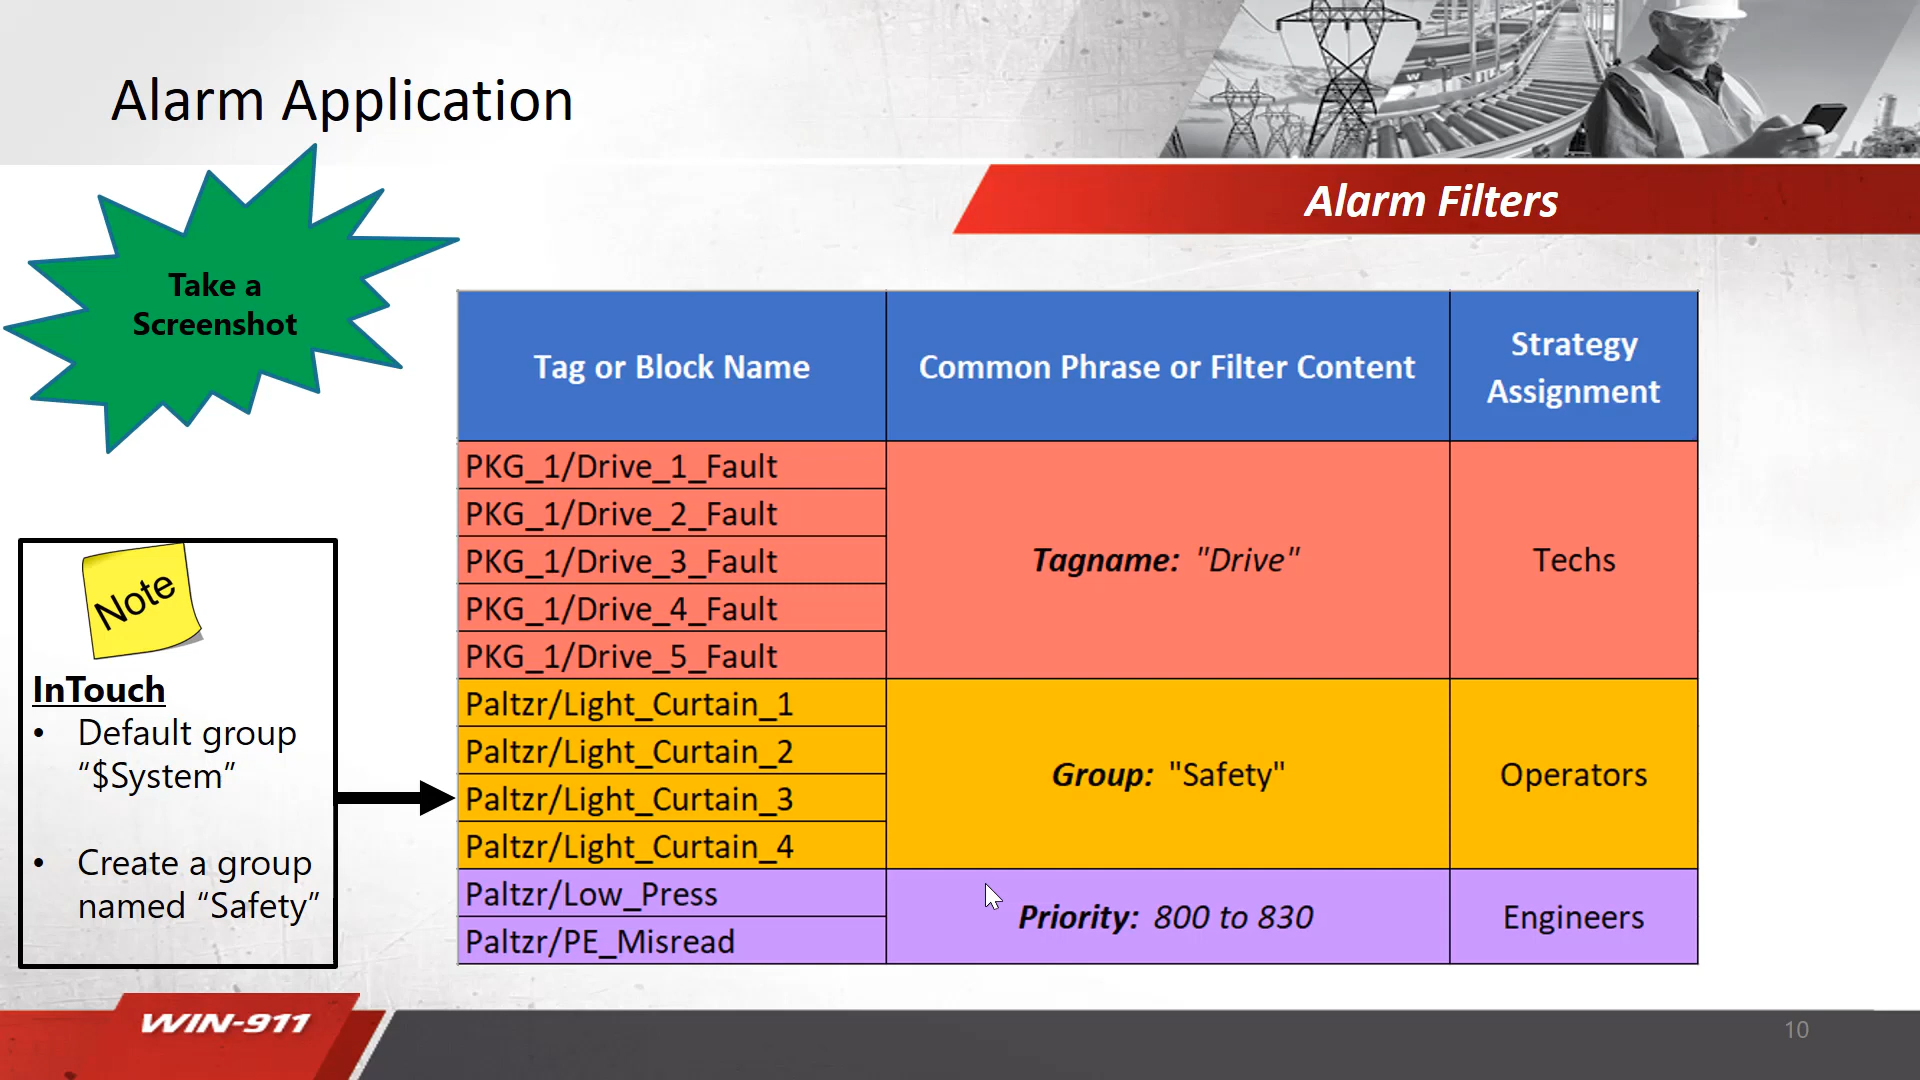 Alarm Application
Alarm Filters
Take a
Screenshot
Tag or Block Name
Common Phrase or Filter Content
Strategy
Assignment
PKG_1/Drive_1_Fault
PKG_1/Drive_2_Fault
PKG_1/Drive_3_Fault
PKG_1/Drive_4_Fault
PKG_1/Drive_5_Fault
Tagname: "Drive"
Techs
Paltzr/Light_Curtain_1
Paltzr/Light_Curtain_2
Paltzr/Light_Curtain_3
Paltzr/Light_Curtain_4
Group: "Safety"
Operators
Paltzr/Low_Press
Paltzr/PE_Misread
Priority: 800 to 830
Engineers
Note
InTouch
• Default group
“$System”
• Create a group
named “Safety”
WIN-911
10